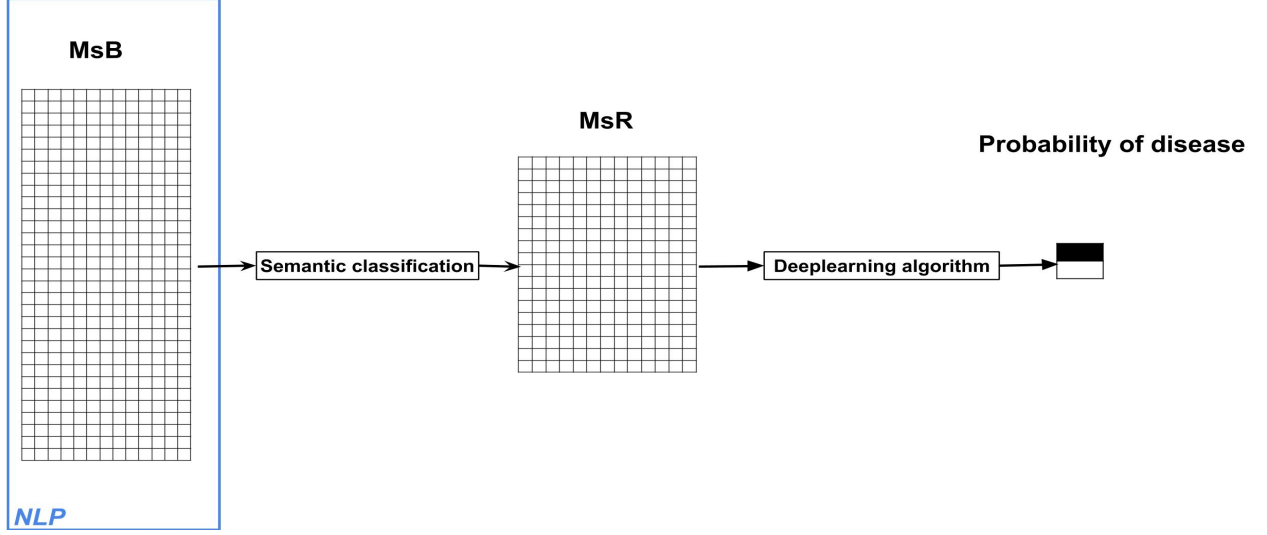 MsB
MsR
Probability of disease
Semantic classification
Deeplearning algorithm
NLP